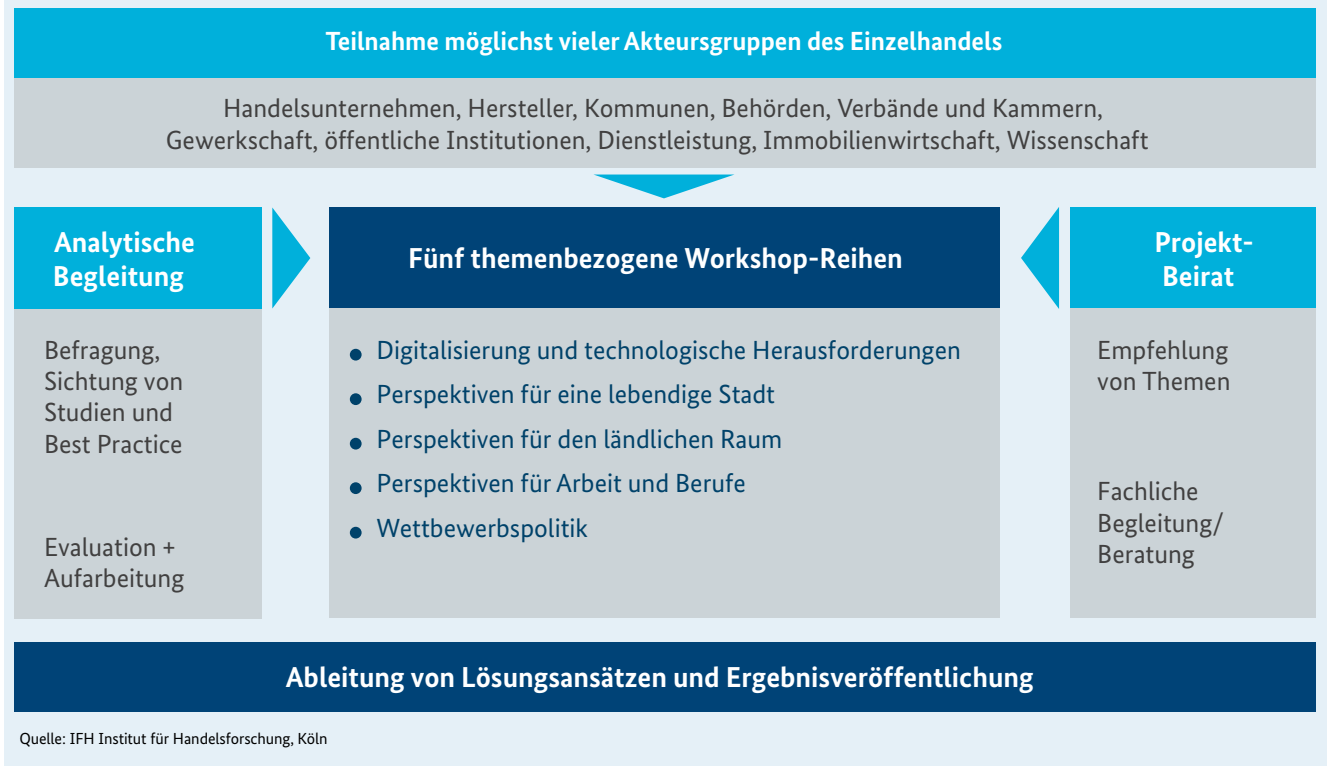 Teilnahme möglichst vieler Akteursgruppen des Einzelhandels
Handelsunternehmen, Hersteller, Kommunen, Behörden, Verbände und Kammern,
Gewerkschaft, öffentliche Institutionen, Dienstleistung, Immobilienwirtschaft, Wissenschaft
Analytische
Begleitung
Befragung,
Sichtung von
Studien und
Best Practice
Evaluation +
Aufarbeitung
Fünf themenbezogene Workshop-Reihen
● Digitalisierung und technologische Herausforderungen
● Perspektiven für eine lebendige Stadt
● Perspektiven für den ländlichen Raum
● Perspektiven für Arbeit und Berufe
● Wettbewerbspolitik
Projekt-
Beirat
Empfehlung
von Themen
Fachliche
Begleitung/
Beratung
Ableitung von Lösungsansätzen und Ergebnisveröffentlichung
Quelle: IFH Institut für Handelsforschung, Köln